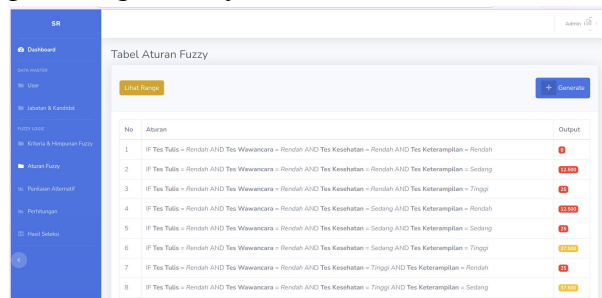 SR
Admin
Dashboard
DATA MASTER
User
Jabatan & Kandidat
FUZZY LOGIC
Kriteria & Himpunan Fuzzy
Aturan Fuzzy
Penilaian Alternatif
Perhitungan
Hasil Seleksi
Tabel Aturan Fuzzy
Lihat Range
+ Generate
No Aturan Output
1 IF Tes Tulis = Rendah AND Tes Wawancara = Rendah AND Tes Kesehatan = Rendah AND Tes Keterampilan = Rendah 0
2 IF Tes Tulis = Rendah AND Tes Wawancara = Rendah AND Tes Kesehatan = Rendah AND Tes Keterampilan = Sedang 12.500
3 IF Tes Tulis = Rendah AND Tes Wawancara = Rendah AND Tes Kesehatan = Rendah AND Tes Keterampilan = Tinggi 25
4 IF Tes Tulis = Rendah AND Tes Wawancara = Rendah AND Tes Kesehatan = Sedang AND Tes Keterampilan = Rendah 12.500
5 IF Tes Tulis = Rendah AND Tes Wawancara = Rendah AND Tes Kesehatan = Sedang AND Tes Keterampilan = Sedang 25
6 IF Tes Tulis = Rendah AND Tes Wawancara = Rendah AND Tes Kesehatan = Sedang AND Tes Keterampilan = Tinggi 37.500
7 IF Tes Tulis = Rendah AND Tes Wawancara = Rendah AND Tes Kesehatan = Tinggi AND Tes Keterampilan = Rendah 25
8 IF Tes Tulis = Rendah AND Tes Wawancara = Rendah AND Tes Kesehatan = Tinggi AND Tes Keterampilan = Sedang 37.500